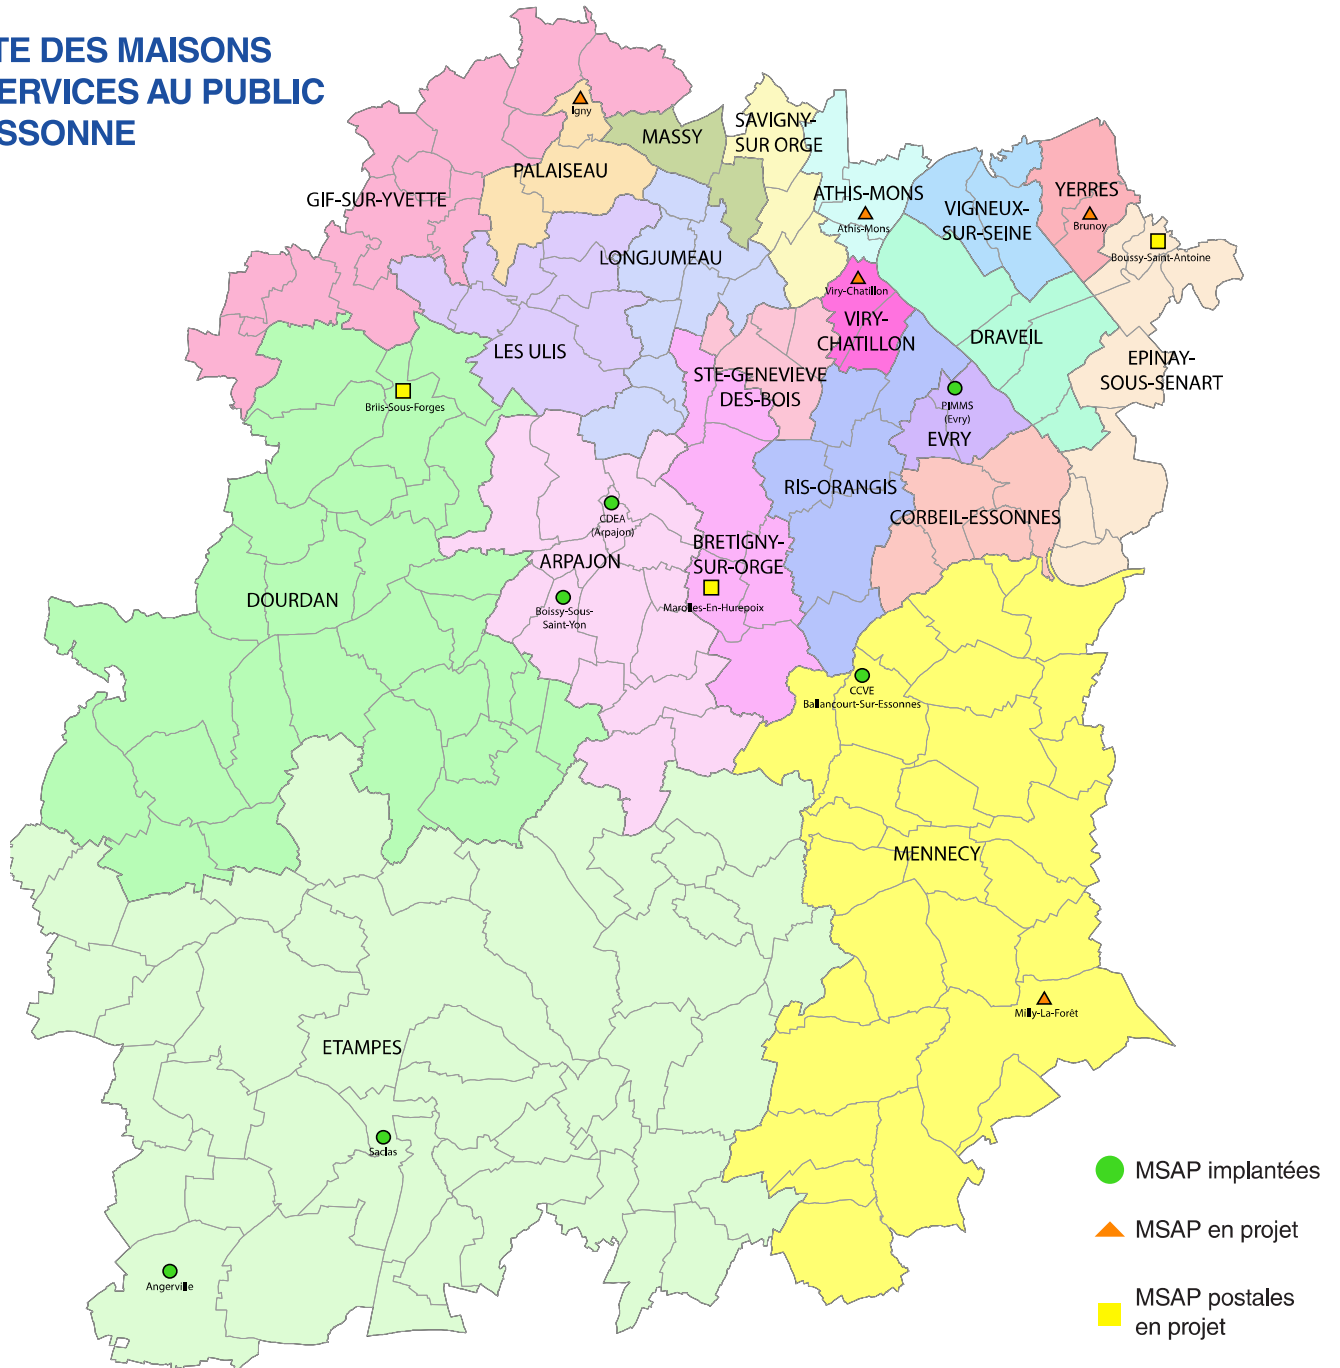 TE DES MAISONS
ERVICES AU PUBLIC
SSONNE
Igny
MASSY
SAVIGNY-
SUR ORGE
PALAISEAU
GIF-SUR-YVETTE
ATHIS-MONS
Athis-Mons
VIGNEUX-
SUR-SEINE
YERRES
Brunoy
Boussy-Saint-Antoine
LONGJUMEAU
Viry-Chatillon
VIRY-
CHATILLON
DRAVEIL
LES ULIS
EPINAY-
SOUS-SENART
STE-GENEVIEVE
DES-BOIS
Briis-Sous-Forges
PIMMS
(Evry)
EVRY
RIS-ORANGIS
CORBEIL-ESSONNES
CDEA
(Arpajon)
ARPAJON
BRETIGNY-
SUR-ORGE
DOURDAN
Boissy-Sous-
Saint-Yon
Marolles-En-Hurepoix
CCVE
Ballancourt-Sur-Essonnes
MENNECY
Milly-La-Forêt
ETAMPES
Saclas
Angerville
MSAP implantées
MSAP en projet
MSAP postales
en projet